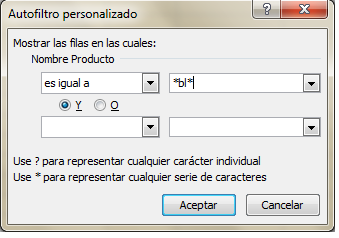 Autofiltro personalizado
Mostrar las filas en las cuales:
Nombre Producto
es igual a *bl*
Y O
Use ? para representar cualquier carácter individual
Use * para representar cualquier serie de caracteres
Aceptar Cancelar